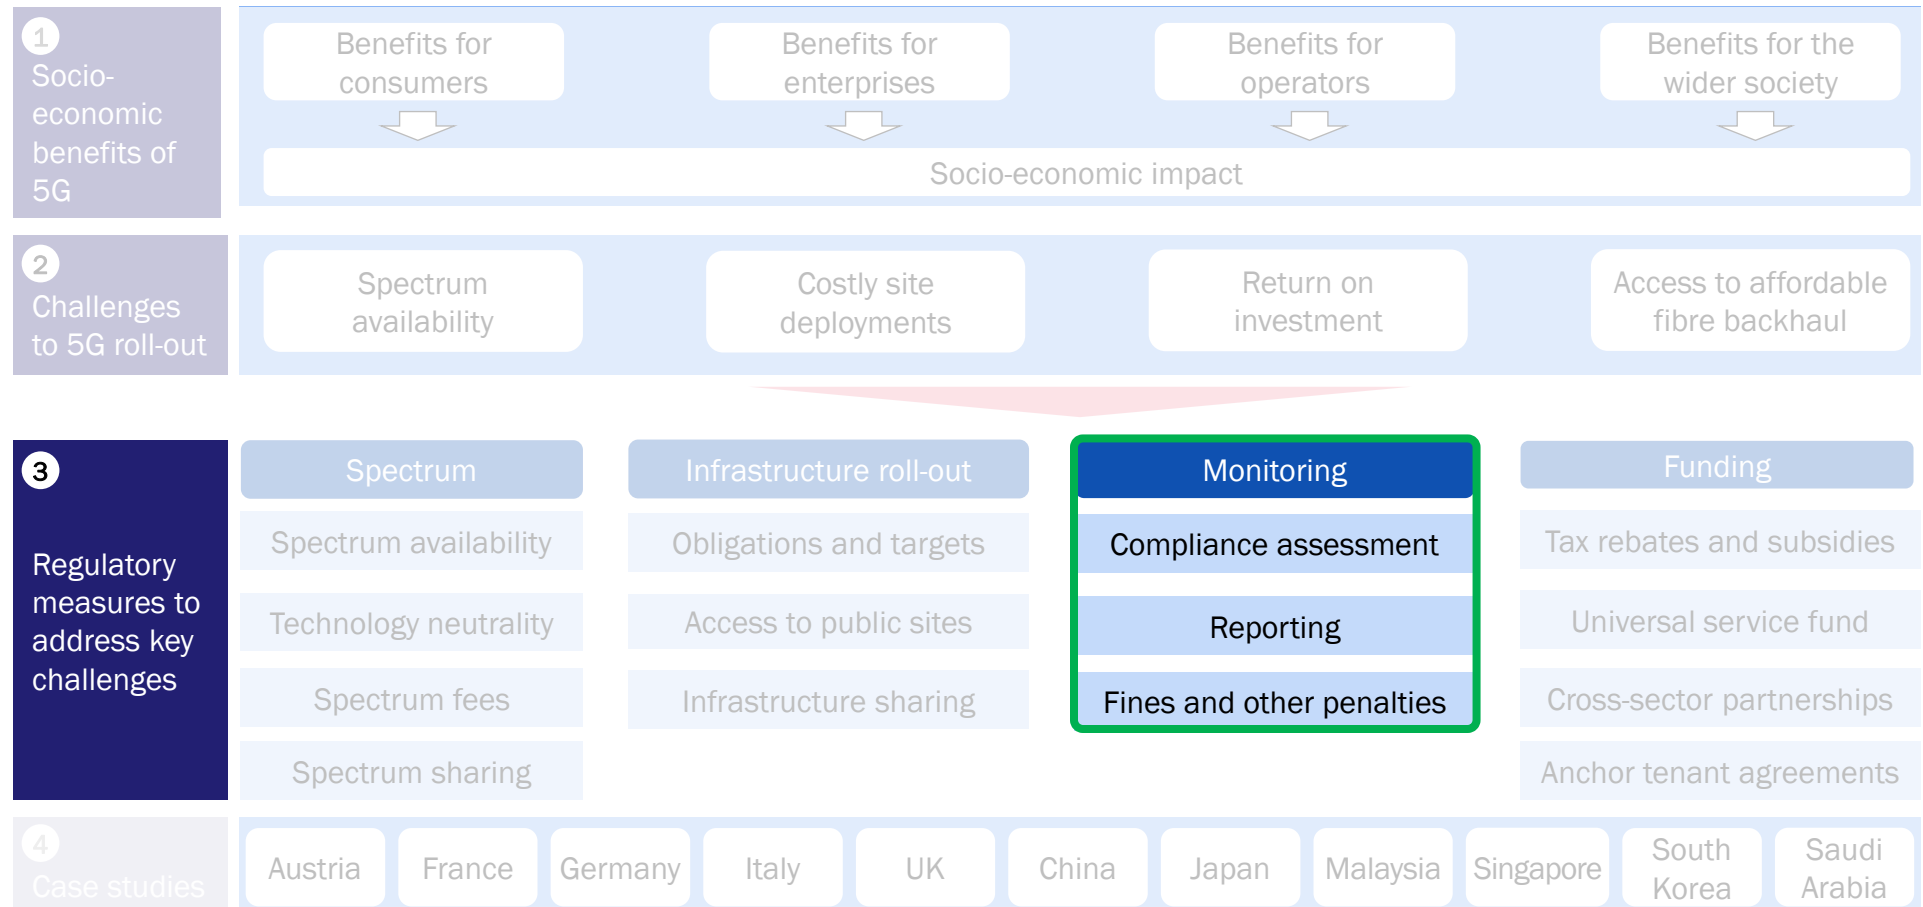 1
Socio-
economic
benefits of
5G
Benefits for
consumers
Benefits for
enterprises
Benefits for
operators
Benefits for the
wider society
Socio-economic impact
2
Challenges
to 5G roll-out
Spectrum
availability
Costly site
deployments
Return on
investment
Access to affordable
fibre backhaul
3
Regulatory
measures to
address key
challenges
Spectrum
Spectrum availability
Technology neutrality
Spectrum fees
Spectrum sharing
Infrastructure roll-out
Obligations and targets
Access to public sites
Infrastructure sharing
Monitoring
Compliance assessment
Reporting
Fines and other penalties
Funding
Tax rebates and subsidies
Universal service fund
Cross-sector partnerships
Anchor tenant agreements
4
Case studies
Austria
France
Germany
Italy
UK
China
Japan
Malaysia
Singapore
South
Korea
Saudi
Arabia